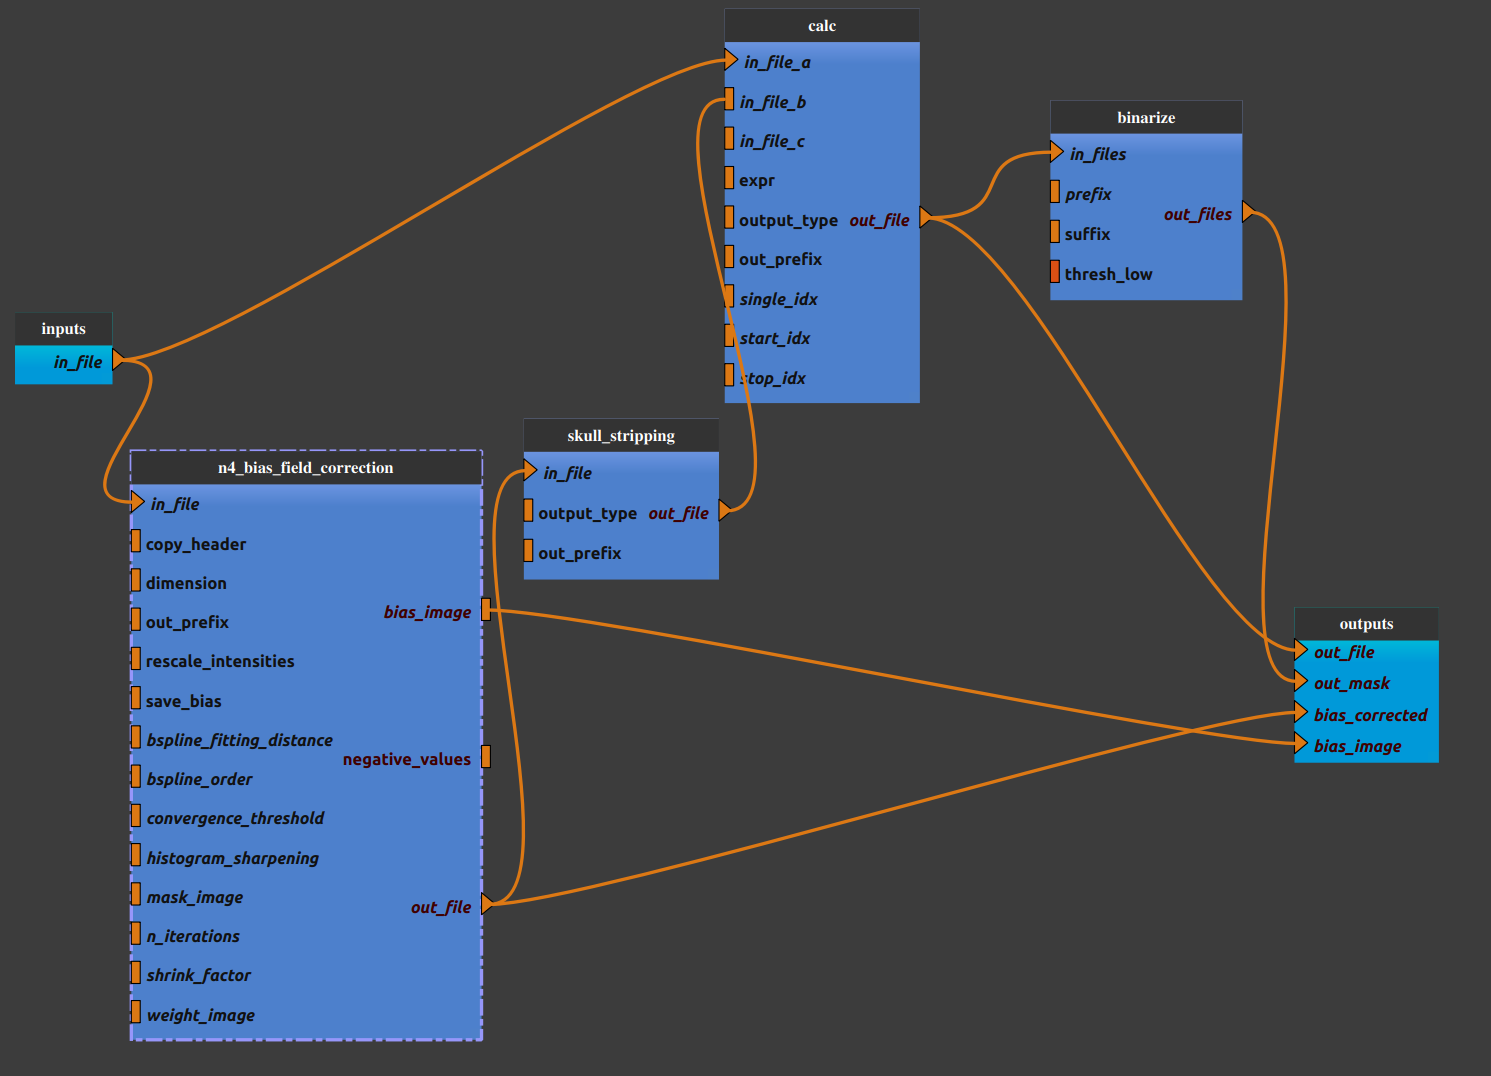 calc
in_file_a
in_file_b
in_file_c
expr
output_type out_file
out_prefix
single_idx
start_idx
stop_idx
binarize
in_files
prefix
out_files
suffix
thresh_low
inputs
in_file
n4_bias_field_correction
in_file
copy_header
dimension
bias_image
out_prefix
rescale_intensities
save_bias
bspline_fitting_distance
negative_values
bspline_order
convergence_threshold
histogram_sharpening
mask_image
out_file
n_iterations
shrink_factor
weight_image
skull_stripping
in_file
output_type out_file
out_prefix
outputs
out_file
out_mask
bias_corrected
bias_image